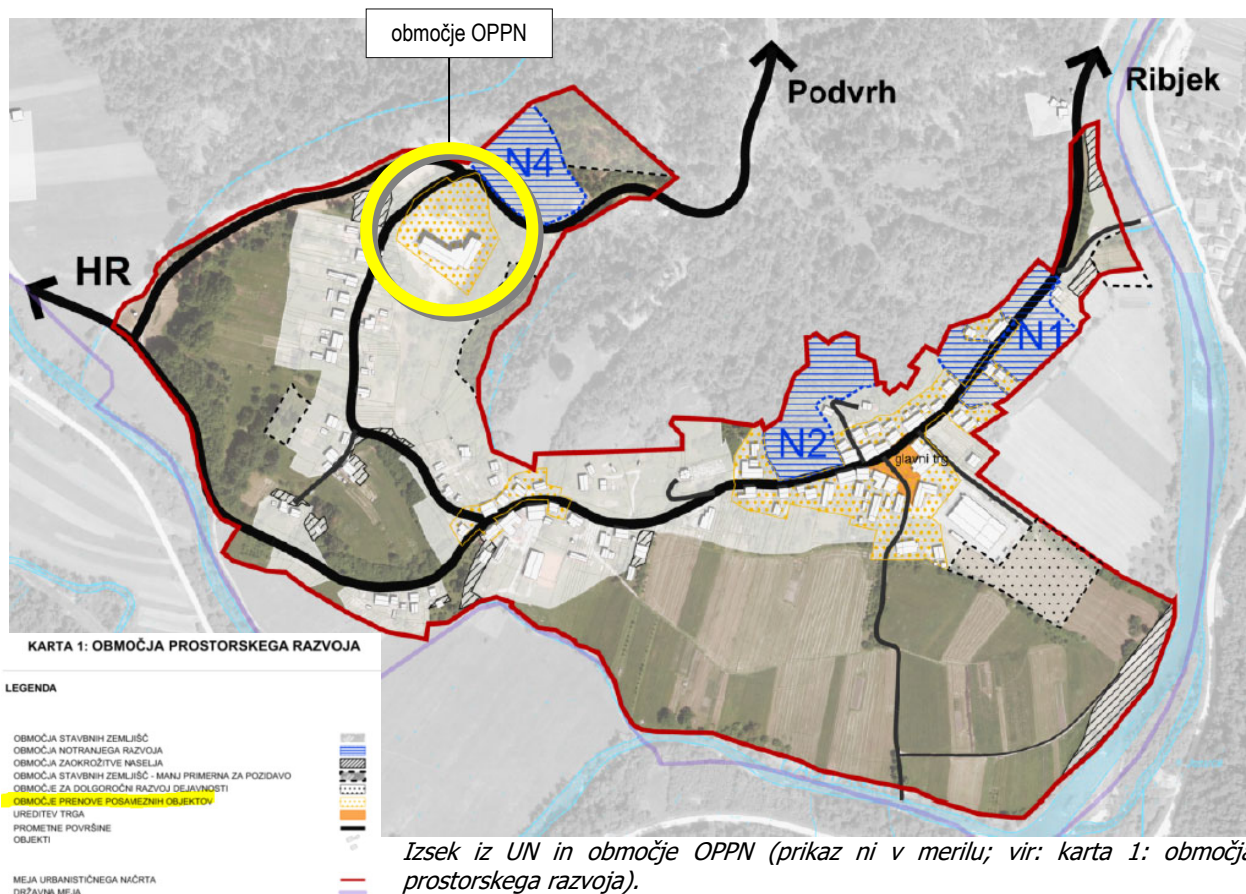 območje OPPN
Podvrh
Ribjek
N4
HR
N1
N2
glavni trg
KARTA 1: OBMOČJA PROSTORSKEGA RAZVOJA
LEGENDA
OBMOČJA STAVBNIH ZEMLJIŠČ
OBMOČJA NOTRANJEGA RAZVOJA
OBMOČJA ZAOKROŽITVE NASELJA
OBMOČJA STAVBNIH ZEMLJIŠČ - MANJ PRIMERNA ZA POZIDAVO
OBMOČJE ZA DOLGOROČNI RAZVOJ DEJAVNOSTI
OBMOČJE PRENOVE POSAMEZNIH OBJEKTOV
UREDITEV TRGA
PROMETNE POVRŠINE
OBJEKTI
MEJA URBANISTIČNEGA NAČRTA
DRŽAVNA MEJA
Izsek iz UN in območje OPPN (prikaz ni v merilu; vir: karta 1: območja
prostorskega razvoja).